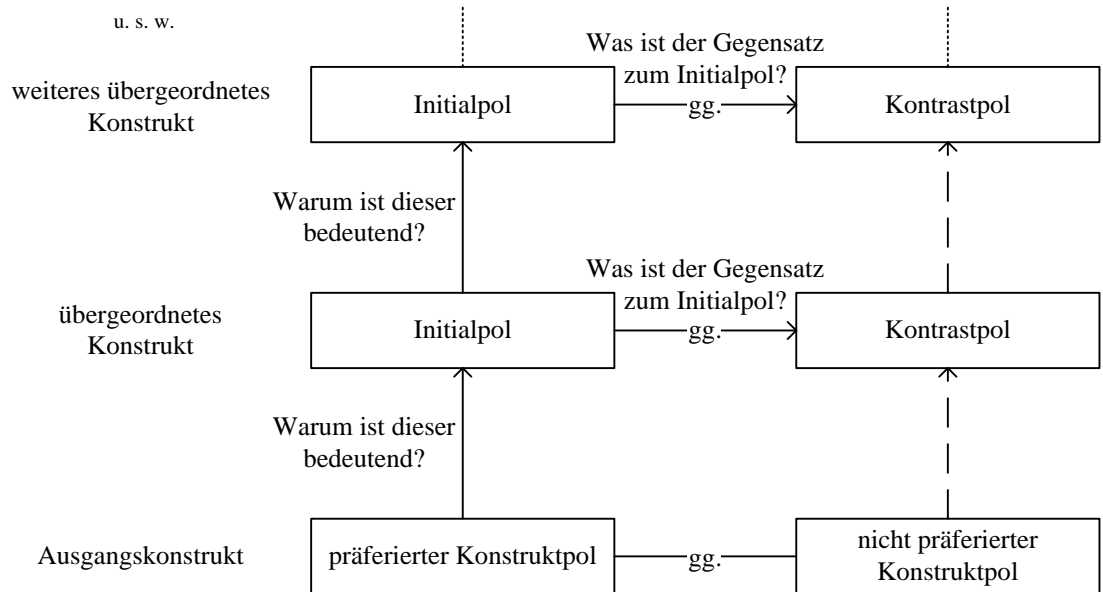 u. s. w.
Was ist der Gegensatz
zum Initialpol?
weiteres übergeordnetes
Konstrukt
Initialpol
gg.
Kontrastpol
Warum ist dieser
bedeutend?
Was ist der Gegensatz
zum Initialpol?
übergeordnetes
Konstrukt
Initialpol
gg.
Kontrastpol
Warum ist dieser
bedeutend?
Ausgangskonstrukt
präferierter Konstruktpol
gg.
nicht präferierter
Konstruktpol